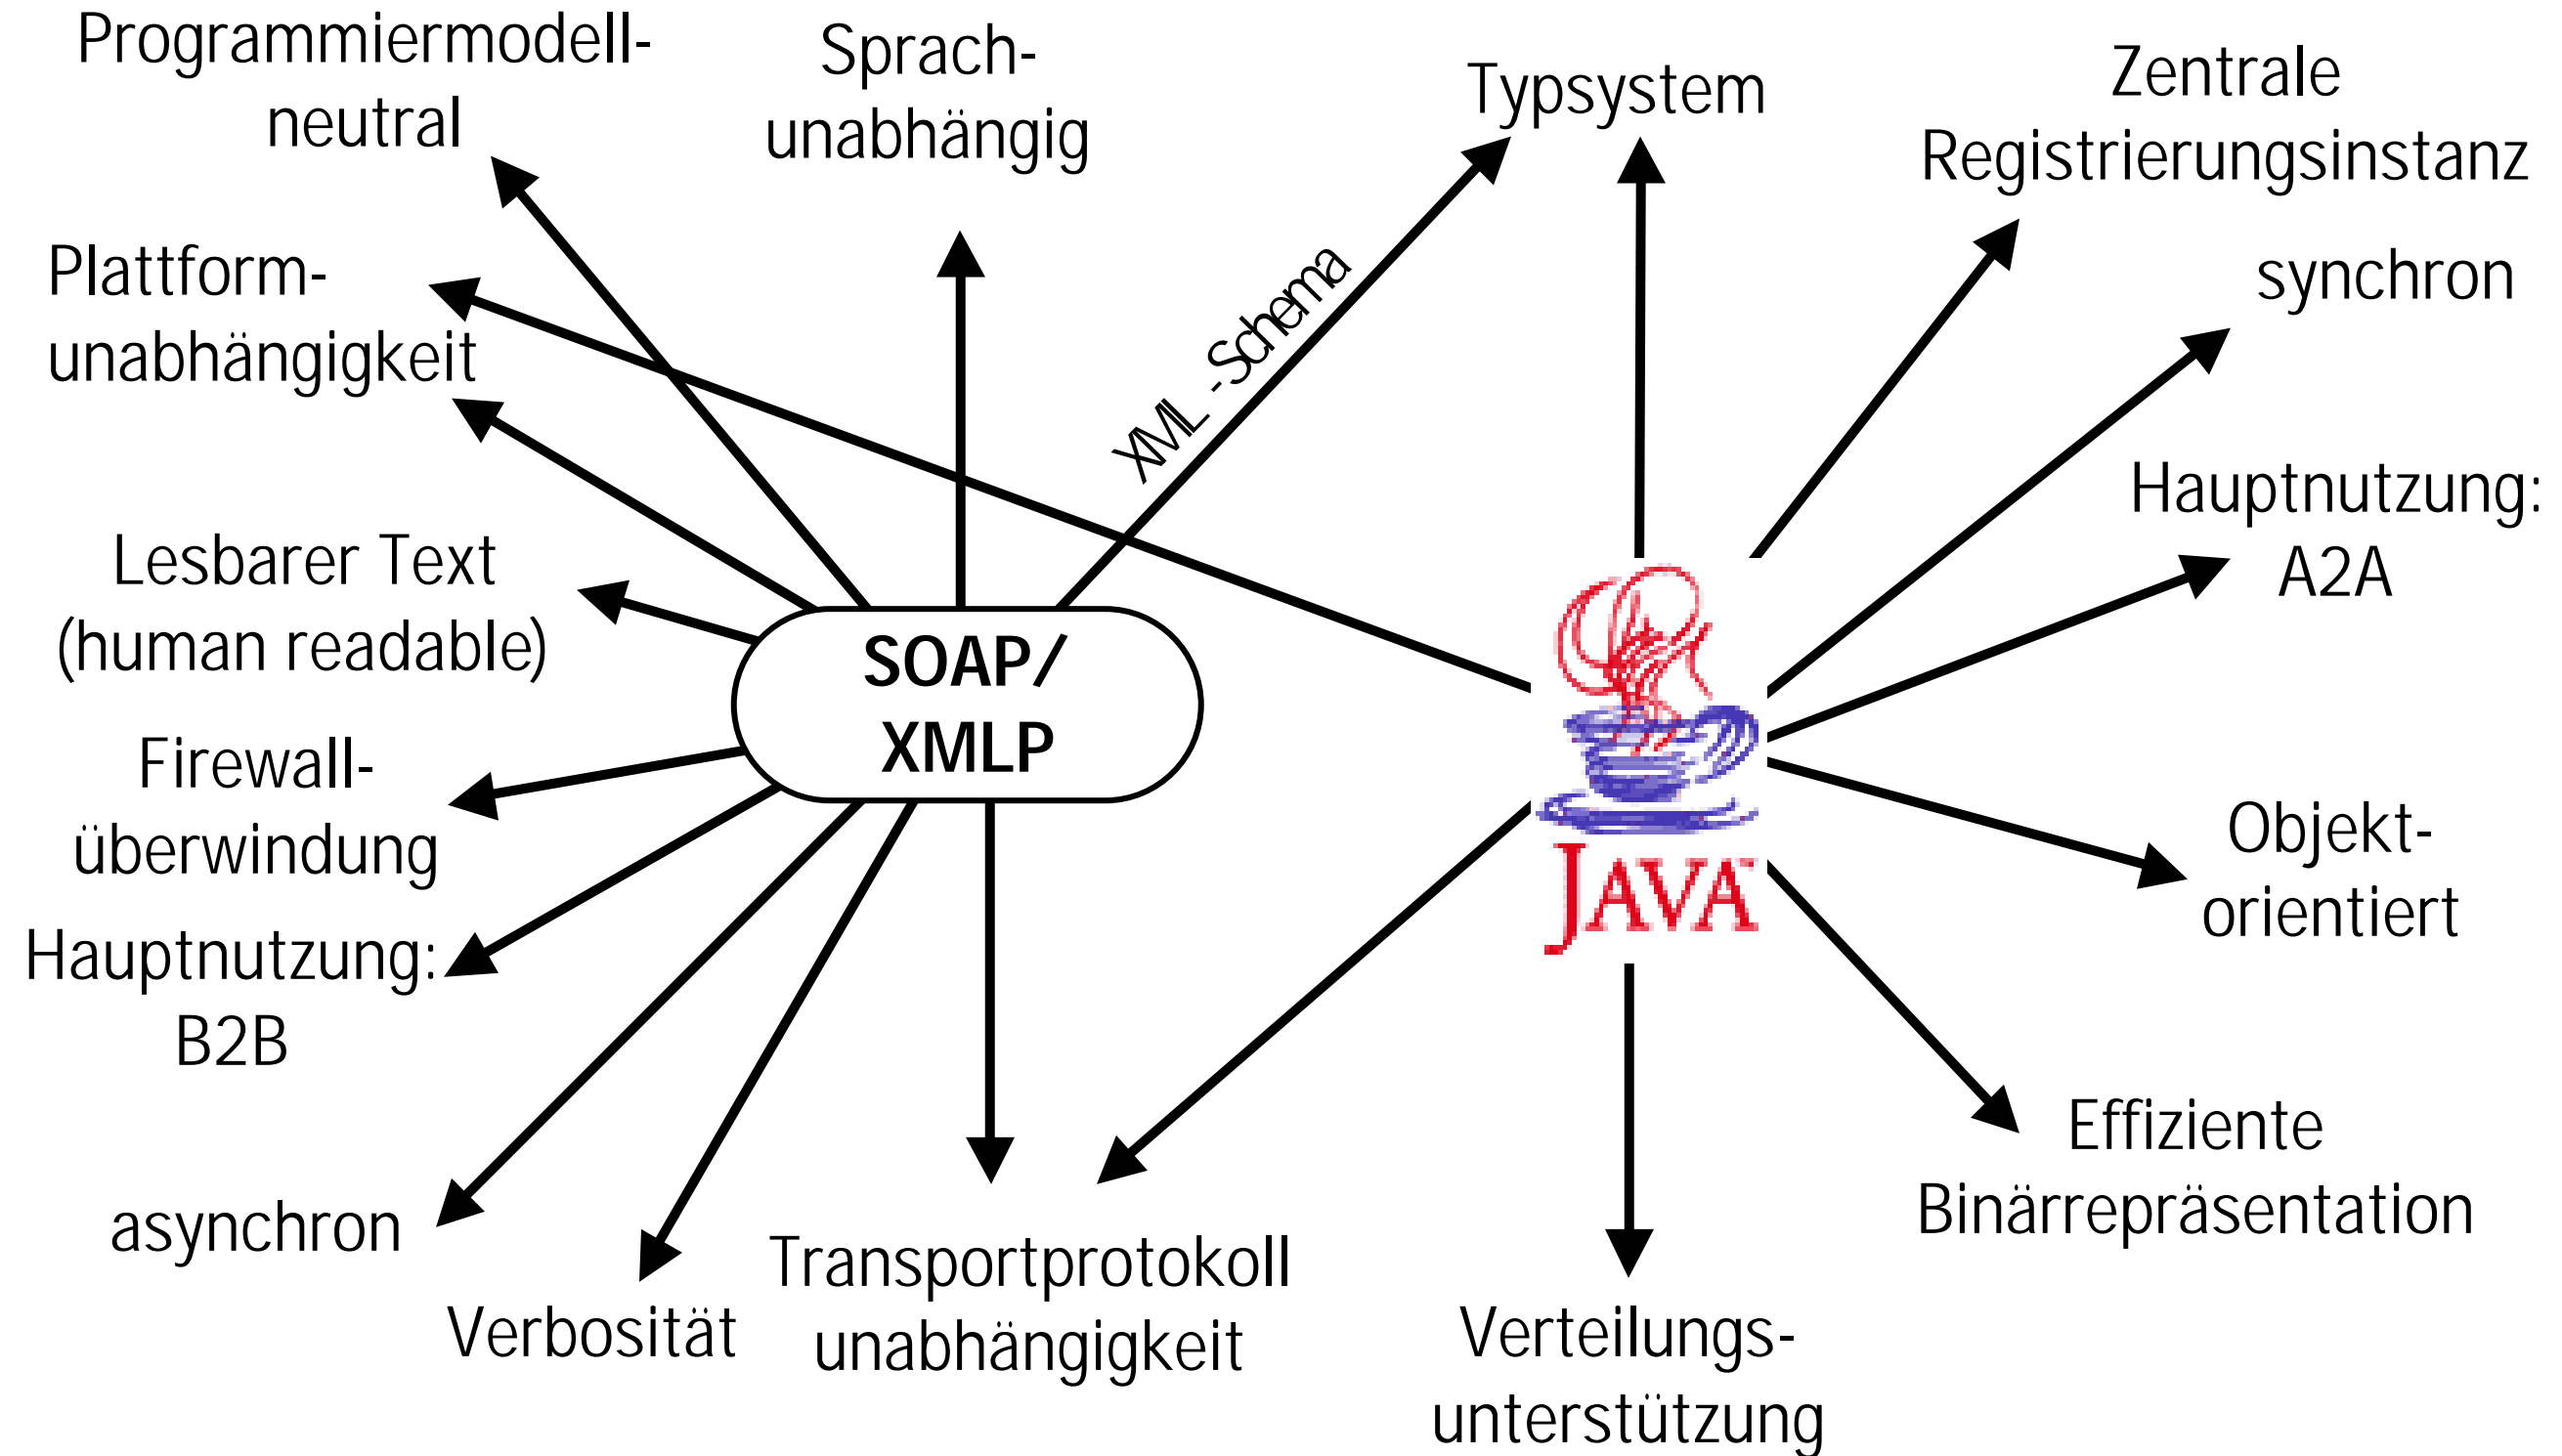 Programmiermodell-
neutral
Sprach-
unabhängig
Typsystem
Zentrale
Registrierungsinstanz
Plattform-
unabhängigkeit
synchron
XML -Schema
Hauptnutzung:
A2A
Lesbarer Text
(human readable)
SOAP/
XMLP
Firewall-
überwindung
JAVA
Objekt-
orientiert
Hauptnutzung:
B2B
Effiziente
Binärrepräsentation
asynchron
Verbosität
Transportprotokoll
unabhängigkeit
Verteilungs-
unterstützung